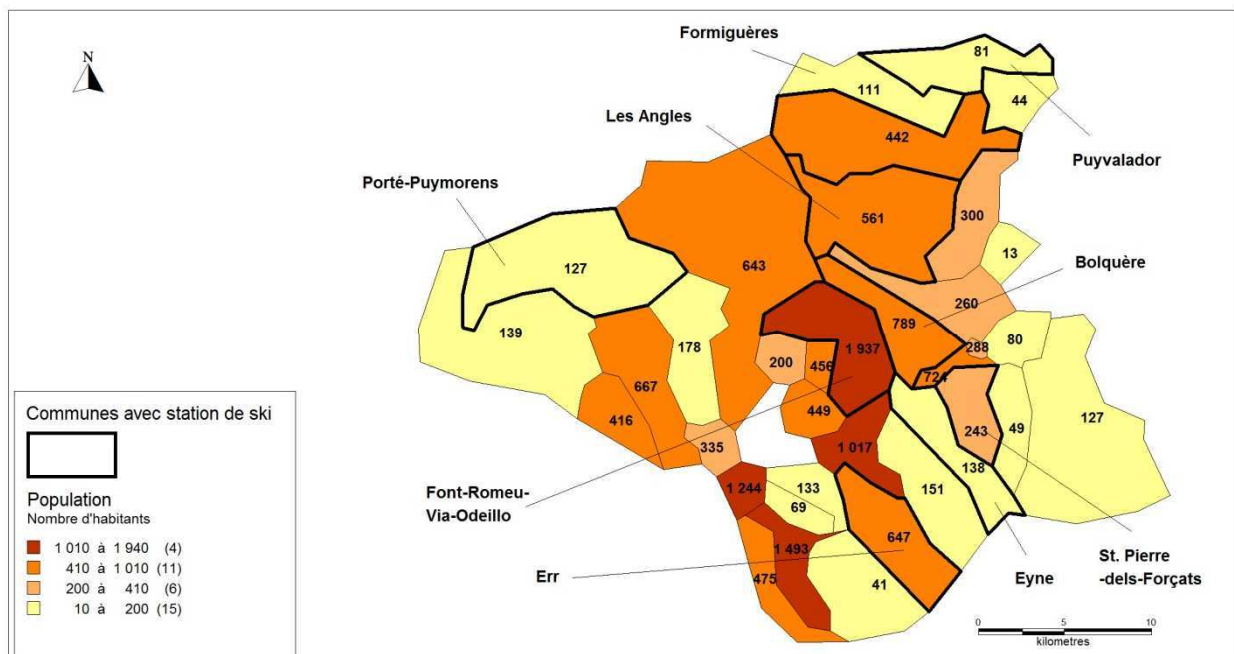 Formiguères
81
N
111
44
Les Angles
442
Puyvalador
Porté-Puymorens
561
300
13
127
643
Bolquère
260
789
139
178
1 937
288
80
200
456
667
724
449
416
243
49
127
335
1 017
138
Communes avec station de ski
Font-Romeu-
Via-Odeillo
1 244
133
151
69
Population
Nombre d'habitants
647
1 493
St. Pierre
-dels-Forçats
1 010 à 1 940 (4)
410 à 1 010 (11)
200 à 410 (6)
10 à 200 (15)
Err
475
41
Eyne
0 5 10
kilometres